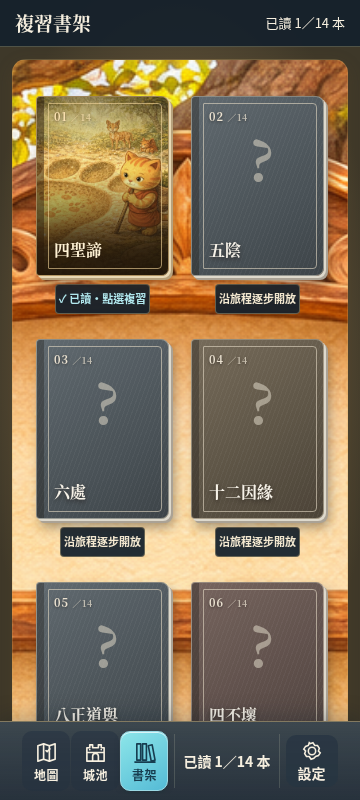 複習書架
已讀 1／14 本
01 ／14
四聖諦
✓ 已讀・點選複習
02 ／14
?
五陰
沿旅程逐步開放
03 ／14
?
六處
沿旅程逐步開放
04 ／14
?
十二因緣
沿旅程逐步開放
05 ／14
?
八正道與
06 ／14
?
四不壞
地圖
城池
書架
已讀 1／14 本
設定